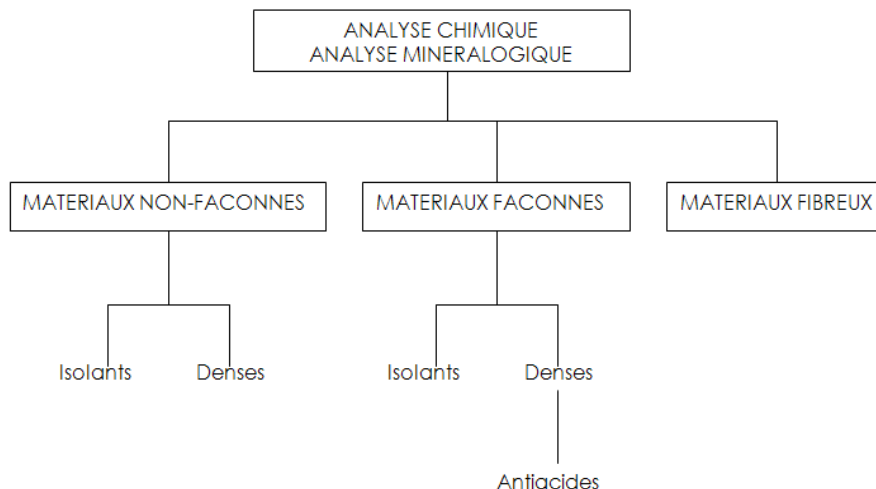 ANALYSE CHIMIQUE
ANALYSE MINERALOGIQUE
MATERIAUX NON-FACONNES
MATERIAUX FACONNES
MATERIAUX FIBREUX
Isolants
Denses
Isolants
Denses
Antiacides